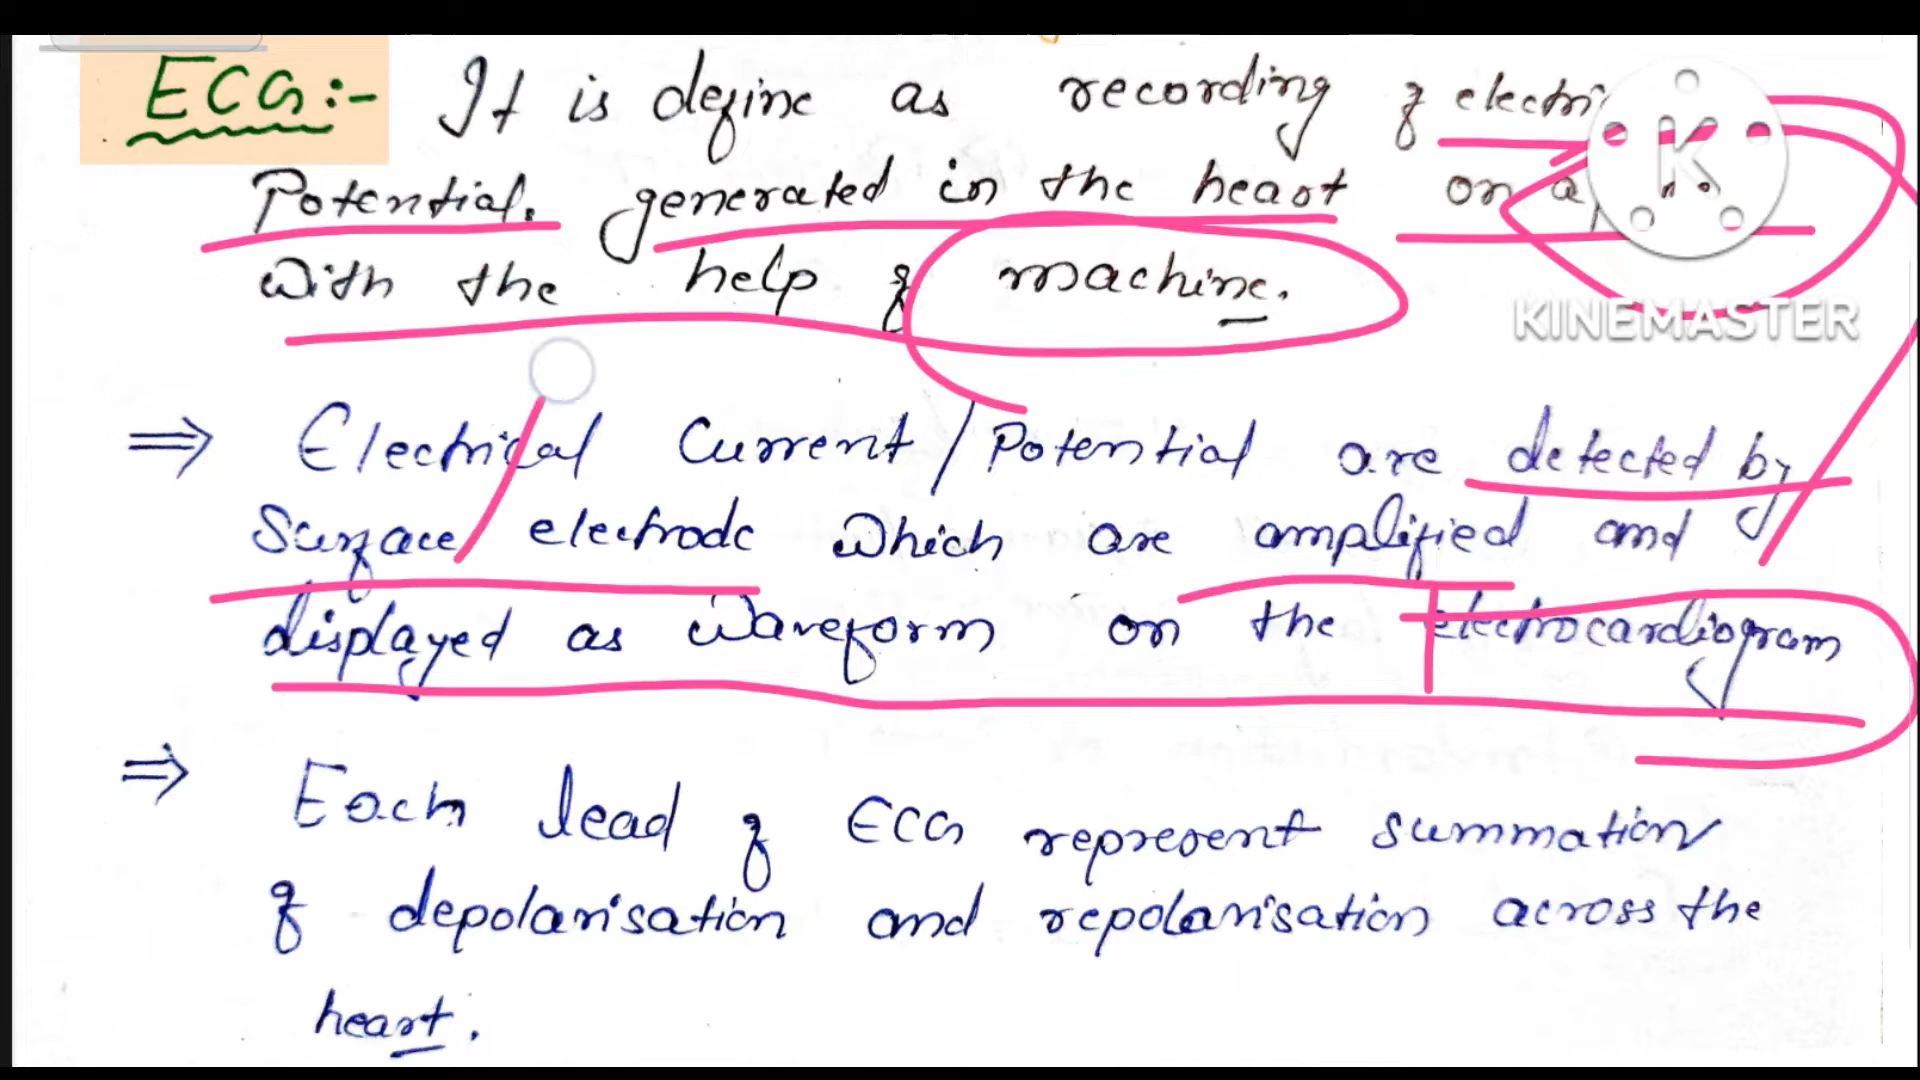 ECG:- It is define as recording of electri
Potential. generated in the heart on a
with the help of machine.
KINEMASTER
⇒ Electrical Current/Potential are detected by
Surface electrode which are amplified and
displayed as waveform on the electrocardiogram
⇒ Each lead of ECG represent summation
of depolarisation and repolarisation across the
heart.